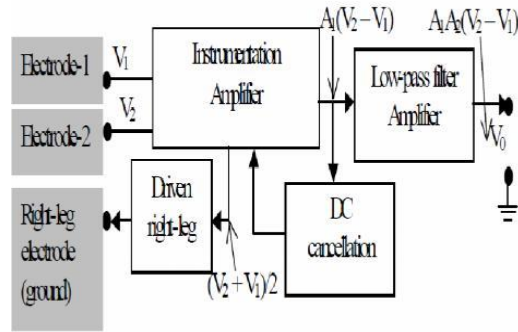 Electrode-1
V₁
Instrumentation
Amplifier
A₁(V₂−V₁)
Low-pass filter
Amplifier
A₁A₂(V₂−V₁)
Electrode-2
V₂
V₀
Right-leg
electrode
(ground)
Driven
right-leg
(V₂+V₁)/2
DC
cancellation